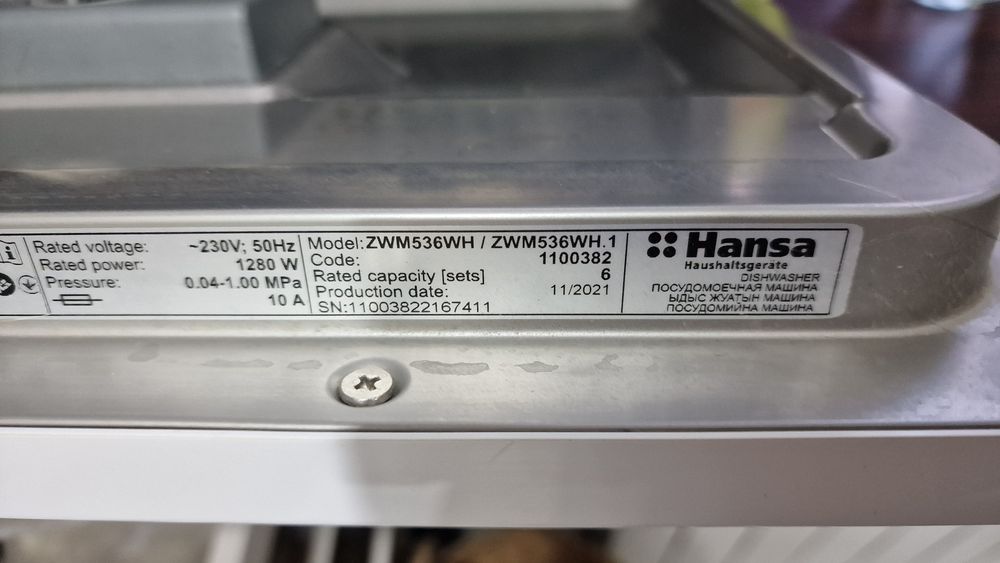 Rated voltage: ~230V; 50Hz
Rated power: 1280 W
Pressure: 0.04-1.00 MPa
10 A
Model: ZWM536WH / ZWM536WH.1
Code: 1100382
Rated capacity [sets] 6
Production date: 11/2021
SN:11003822167411
Hansa
Haushaltsgeräte
DISHWASHER
ПОСУДОМОЕЧНАЯ МАШИНА
ЫДЫС ЖУАТЫН МАШИНА
ПОСУДОМИЙНА МАШИНА